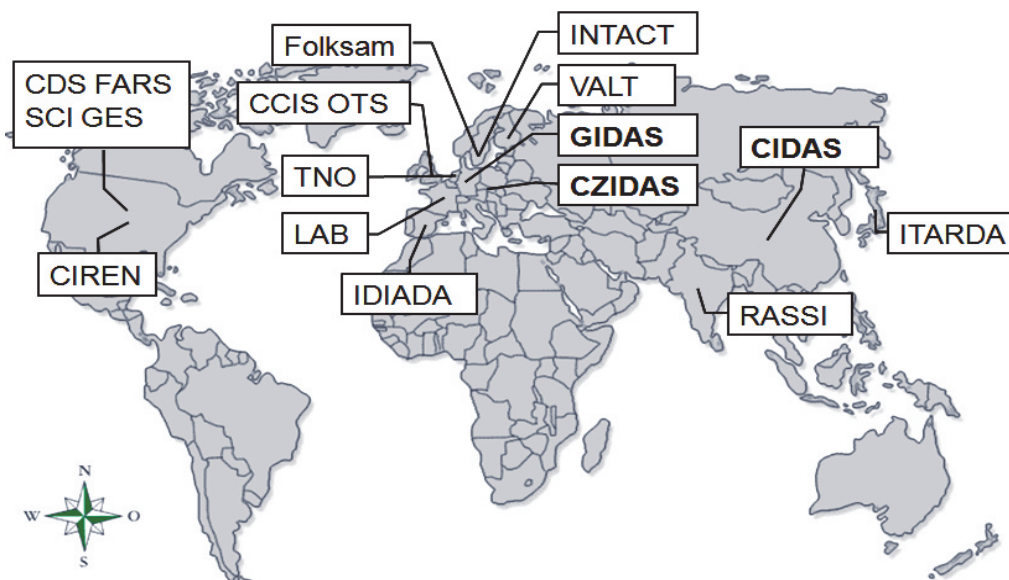 Folksam
INTACT
CDS FARS
SCI GES
CCIS OTS
VALT
GIDAS
CIDAS
TNO
CZIDAS
LAB
ITARDA
CIREN
IDIADA
RASSI
N
W
O
S